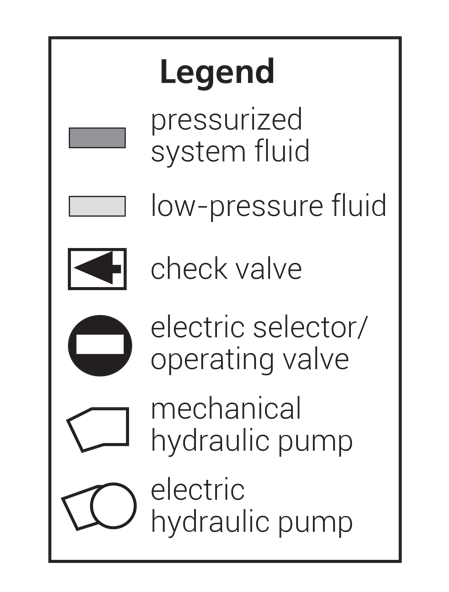 Legend
pressurized
system fluid
low-pressure fluid
check valve
electric selector/
operating valve
mechanical
hydraulic pump
electric
hydraulic pump